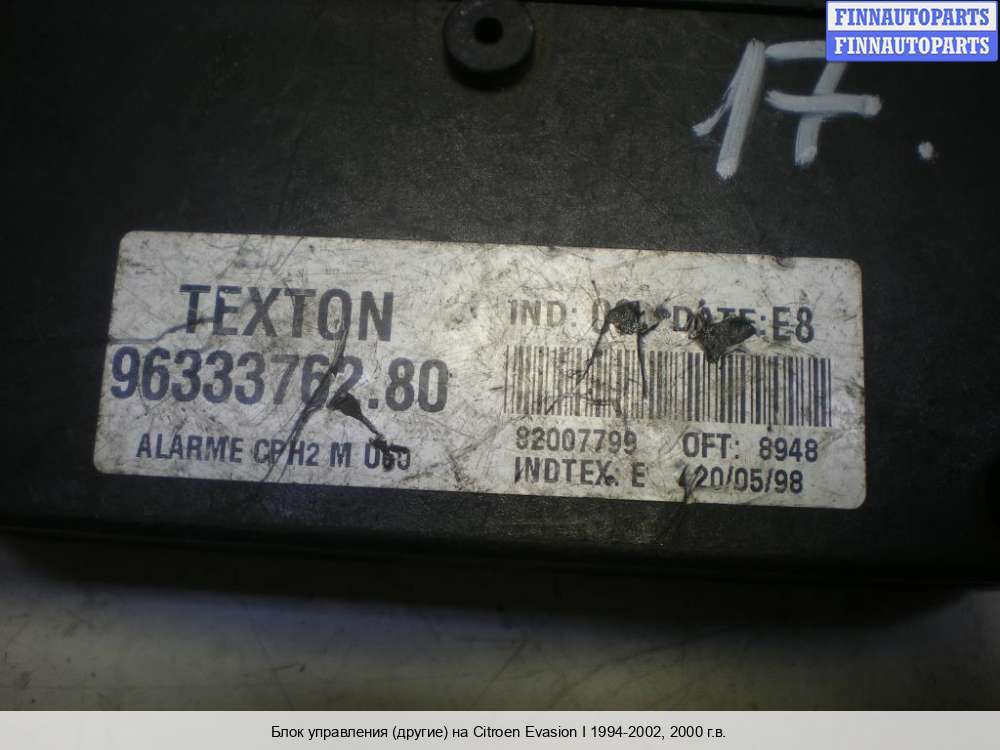 FINNAUTOPARTS
FINNAUTOPARTS
17.
TEXTON
96333762.80
ALARME CPH2 M
IND: DATE:E8
82007799 OFT: 8948
INDTEX: E 20/05/98
Блок управления (другие) на Citroen Evasion I 1994-2002, 2000 г.в.